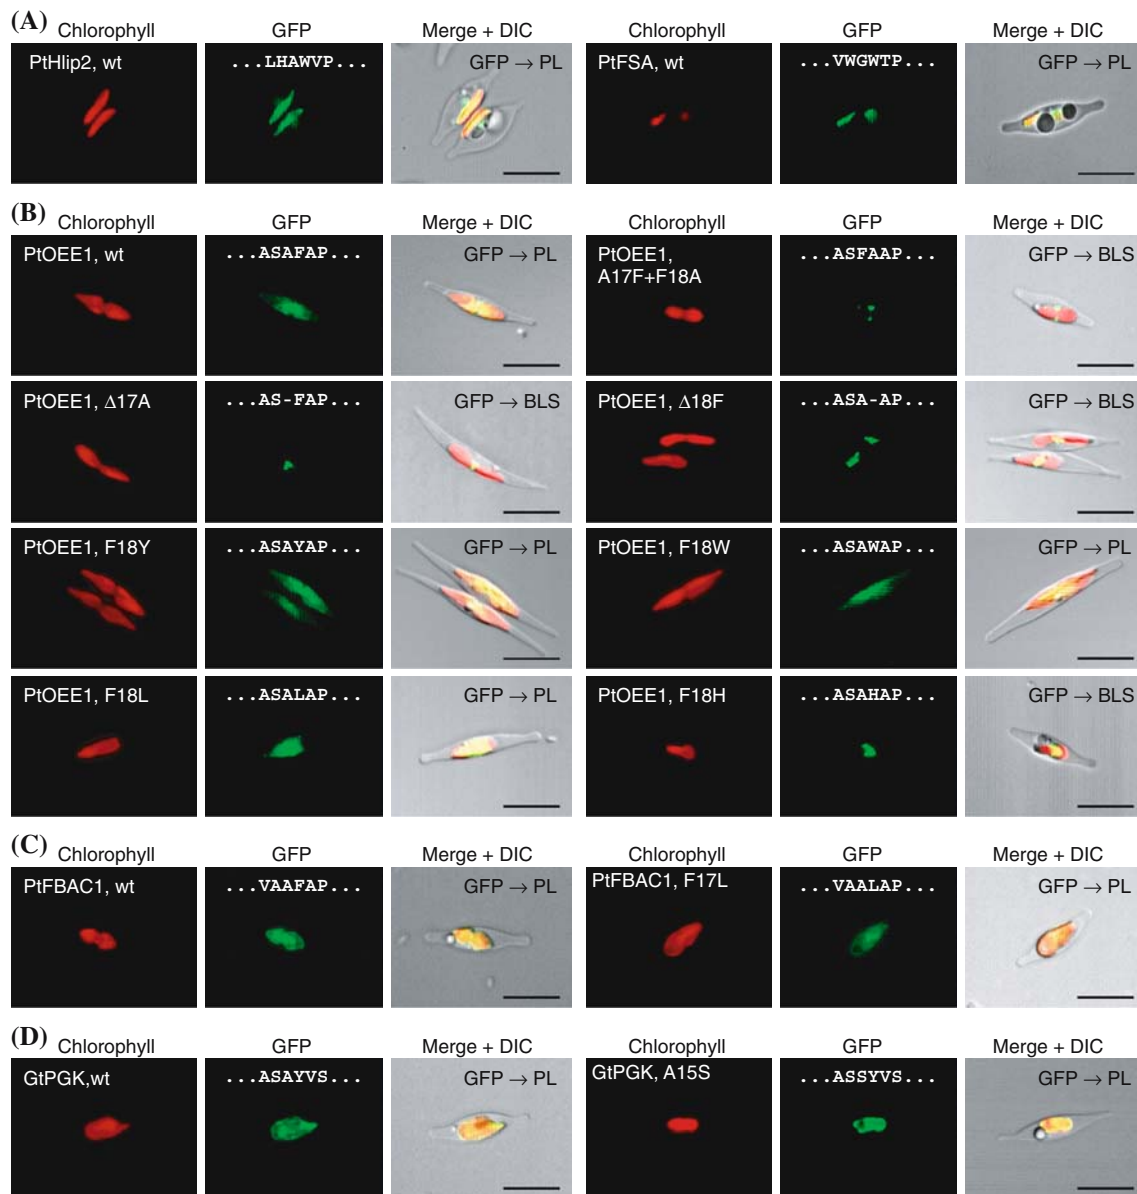 (A)
Chlorophyll GFP Merge + DIC Chlorophyll GFP Merge + DIC
PtHlip2, wt ...LHAWVP... GFP → PL PtFSA, wt ...VWGWTP... GFP → PL
(B)
Chlorophyll GFP Merge + DIC Chlorophyll GFP Merge + DIC
PtOEE1, wt ...ASAFAP... GFP → PL PtOEE1, A17F+F18A ...ASFAAP... GFP → BLS
PtOEE1, Δ17A ...AS-FAP... GFP → BLS PtOEE1, Δ18F ...ASA-AP... GFP → BLS
PtOEE1, F18Y ...ASAYAP... GFP → PL PtOEE1, F18W ...ASAWAP... GFP → PL
PtOEE1, F18L ...ASALAP... GFP → PL PtOEE1, F18H ...ASAHAP... GFP → BLS
(C)
Chlorophyll GFP Merge + DIC Chlorophyll GFP Merge + DIC
PtFBAC1, wt ...VAAFAP... GFP → PL PtFBAC1, F17L ...VAALAP... GFP → PL
(D)
Chlorophyll GFP Merge + DIC Chlorophyll GFP Merge + DIC
GtPGK,wt ...ASAYVS... GFP → PL GtPGK, A15S ...ASSYVS... GFP → PL